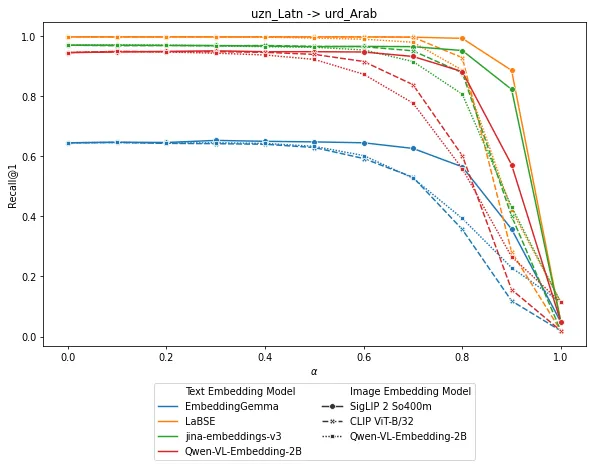 uzn_Latn -> urd_Arab
Recall@1
1.0
0.8
0.6
0.4
0.2
0.0
0.0 0.2 0.4 0.6 0.8 1.0
α
Text Embedding Model Image Embedding Model
EmbeddingGemma SigLIP 2 So400m
LaBSE CLIP ViT-B/32
jina-embeddings-v3 Qwen-VL-Embedding-2B
Qwen-VL-Embedding-2B